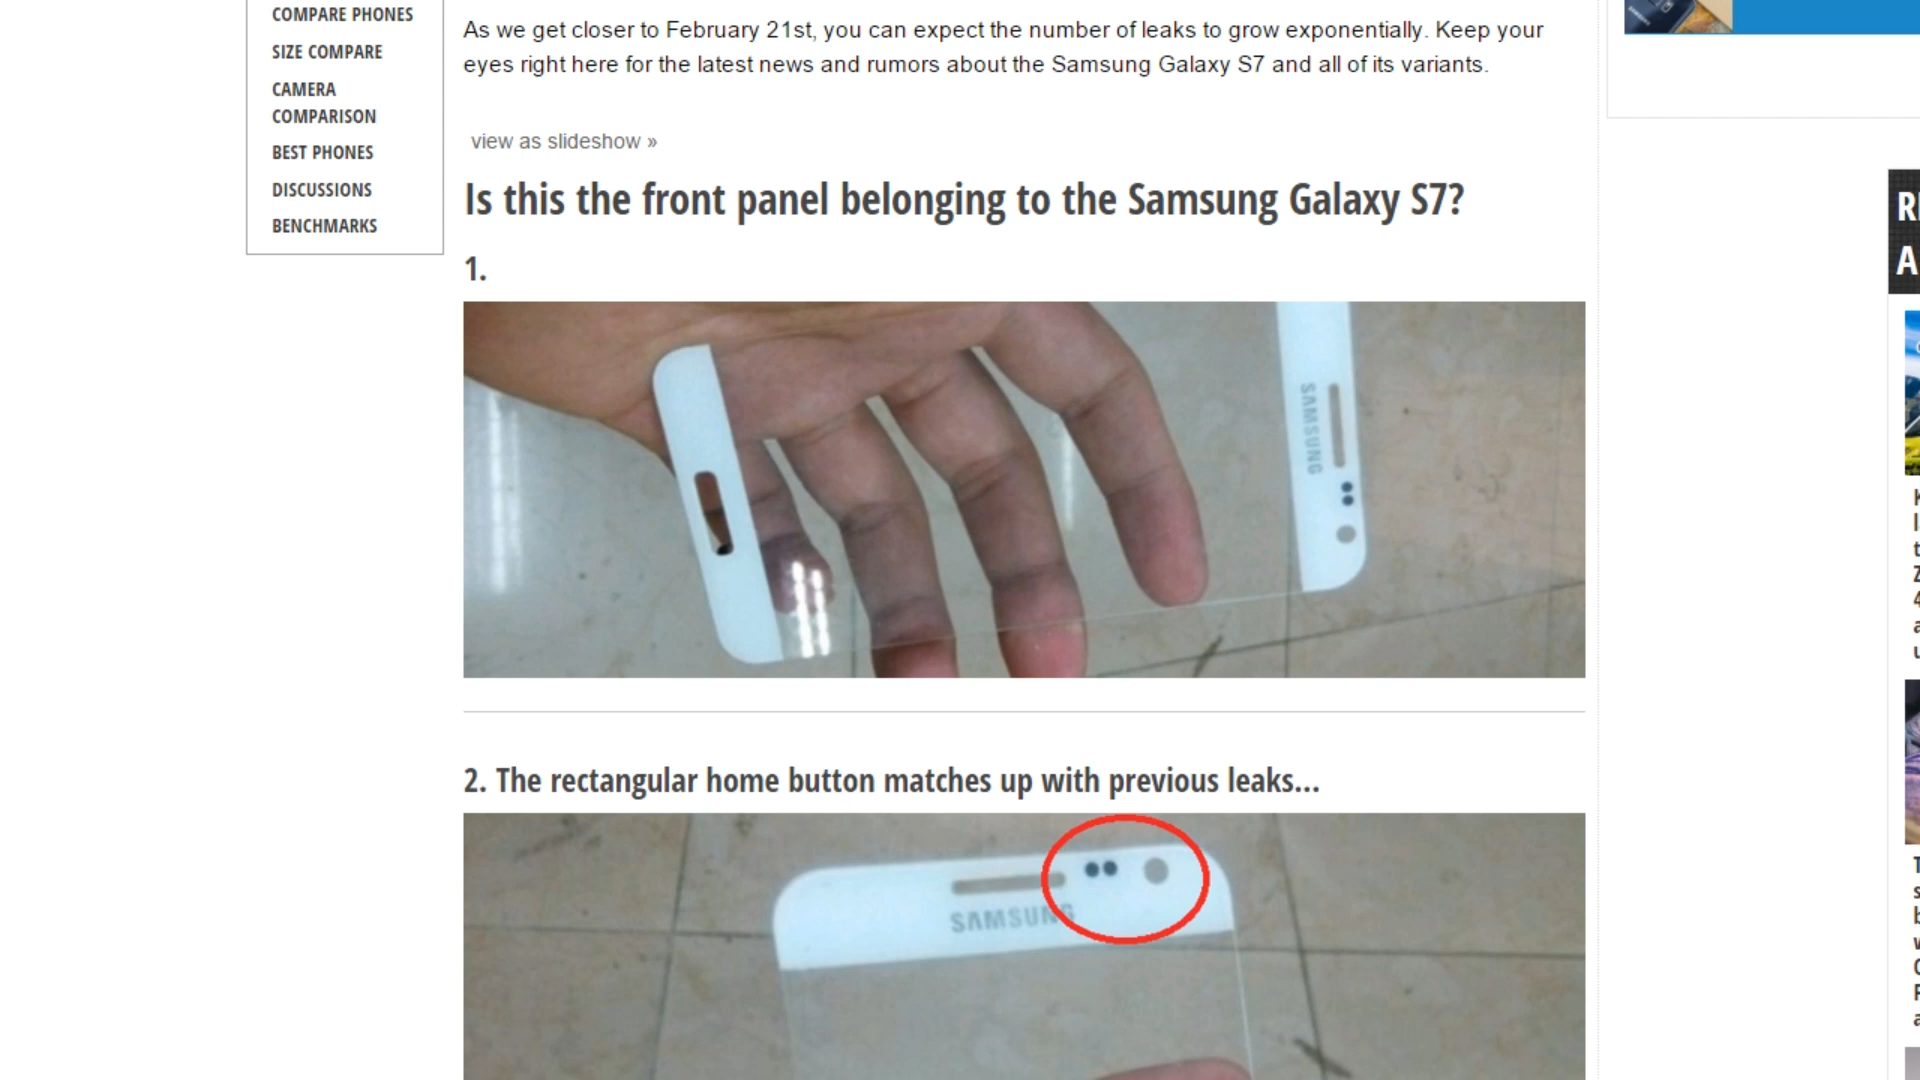 COMPARE PHONES
SIZE COMPARE
CAMERA
COMPARISON
BEST PHONES
DISCUSSIONS
BENCHMARKS
As we get closer to February 21st, you can expect the number of leaks to grow exponentially. Keep your
eyes right here for the latest news and rumors about the Samsung Galaxy S7 and all of its variants.
view as slideshow »
Is this the front panel belonging to the Samsung Galaxy S7?
1.
SAMSUNG
2. The rectangular home button matches up with previous leaks...
SAMSUNG